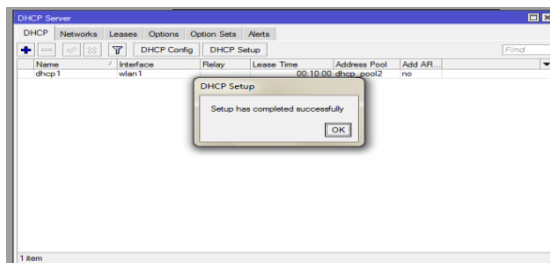 DHCP Server
DHCP Networks Leases Options Option Sets Alerts
DHCP Config DHCP Setup Find
Name Interface Relay Lease Time Address Pool Add AR...
dhcp1 wlan1 00:10:00 dhcp_pool2 no
DHCP Setup
Setup has completed successfully
OK
1 item